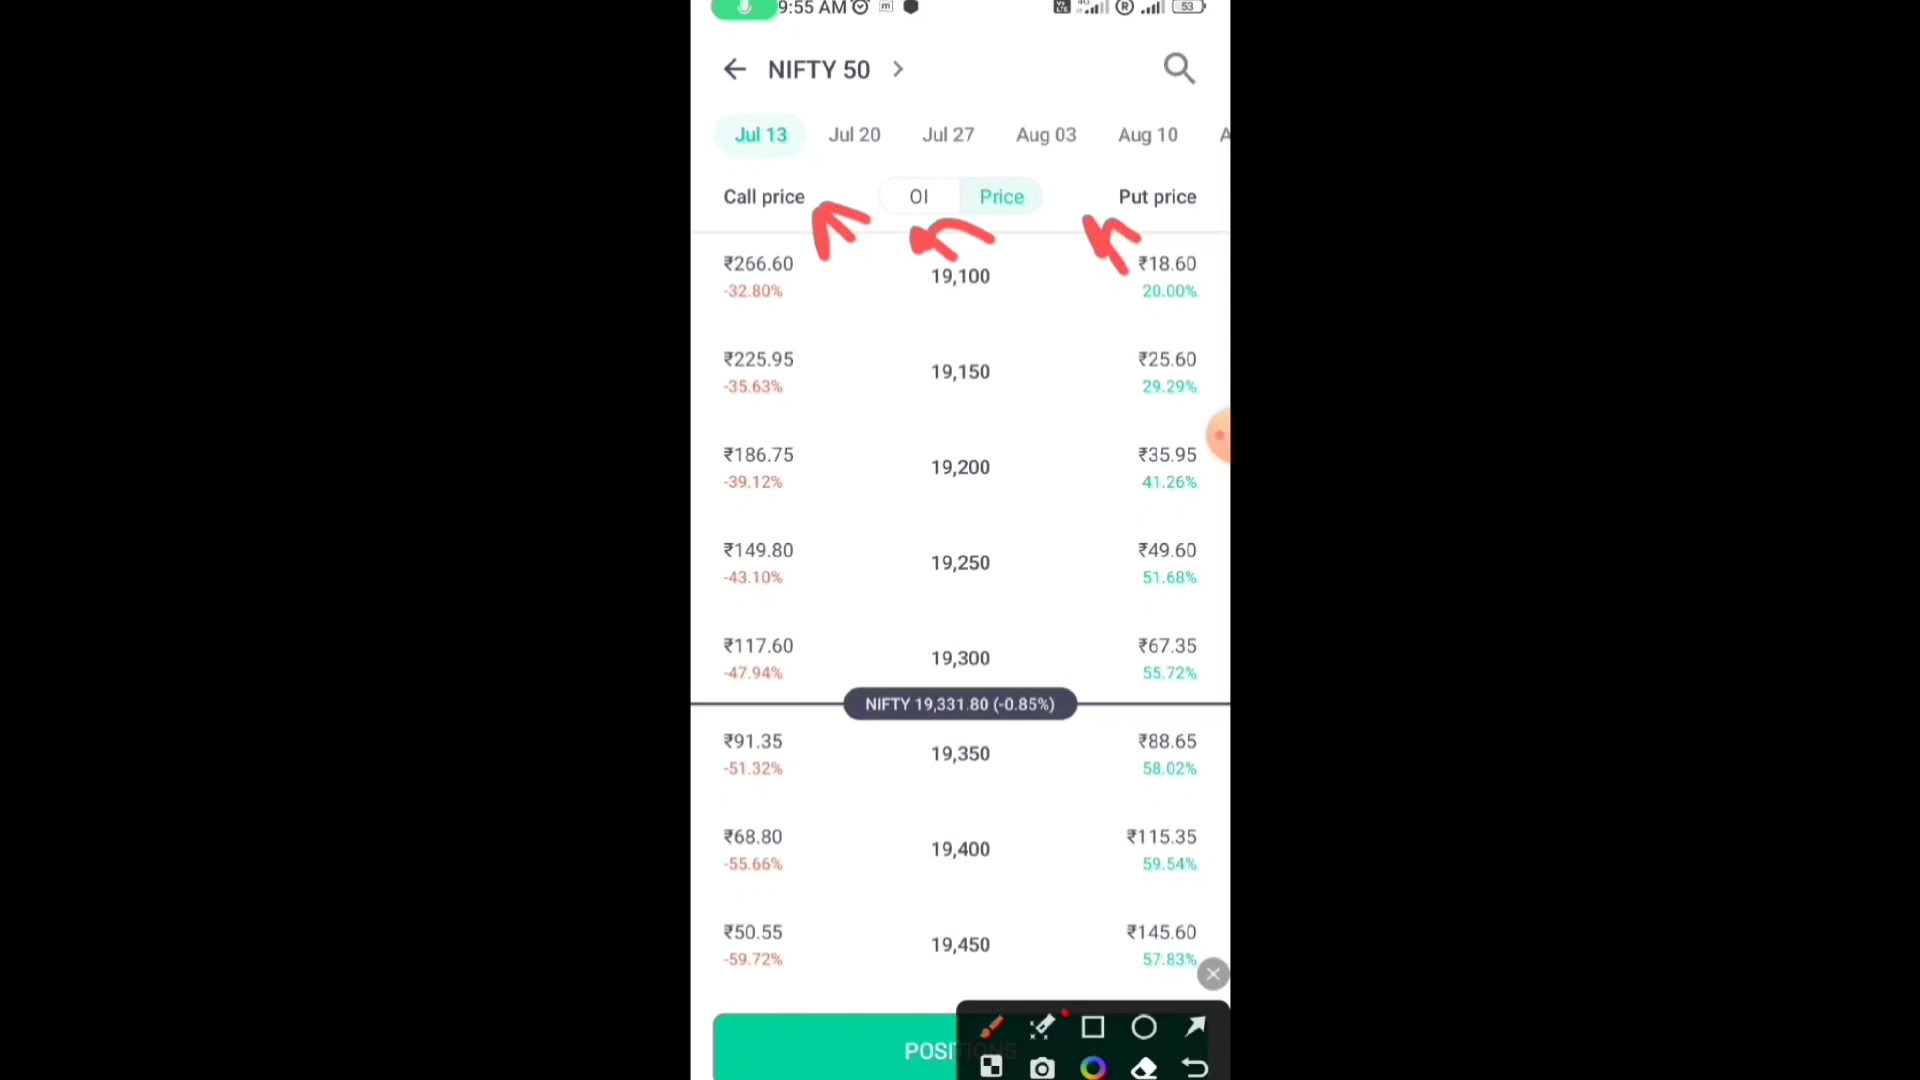 9:55 AM m 4G R 53
NIFTY 50
Jul 13 Jul 20 Jul 27 Aug 03 Aug 10 A
Call price OI Price Put price
₹266.60 19,100 ₹18.60
-32.80% 20.00%
₹225.95 19,150 ₹25.60
-35.63% 29.29%
₹186.75 19,200 ₹35.95
-39.12% 41.26%
₹149.80 19,250 ₹49.60
-43.10% 51.68%
₹117.60 19,300 ₹67.35
-47.94% 55.72%
NIFTY 19,331.80 (-0.85%)
₹91.35 19,350 ₹88.65
-51.32% 58.02%
₹68.80 19,400 ₹115.35
-55.66% 59.54%
₹50.55 19,450 ₹145.60
-59.72% 57.83%
POSITIONS